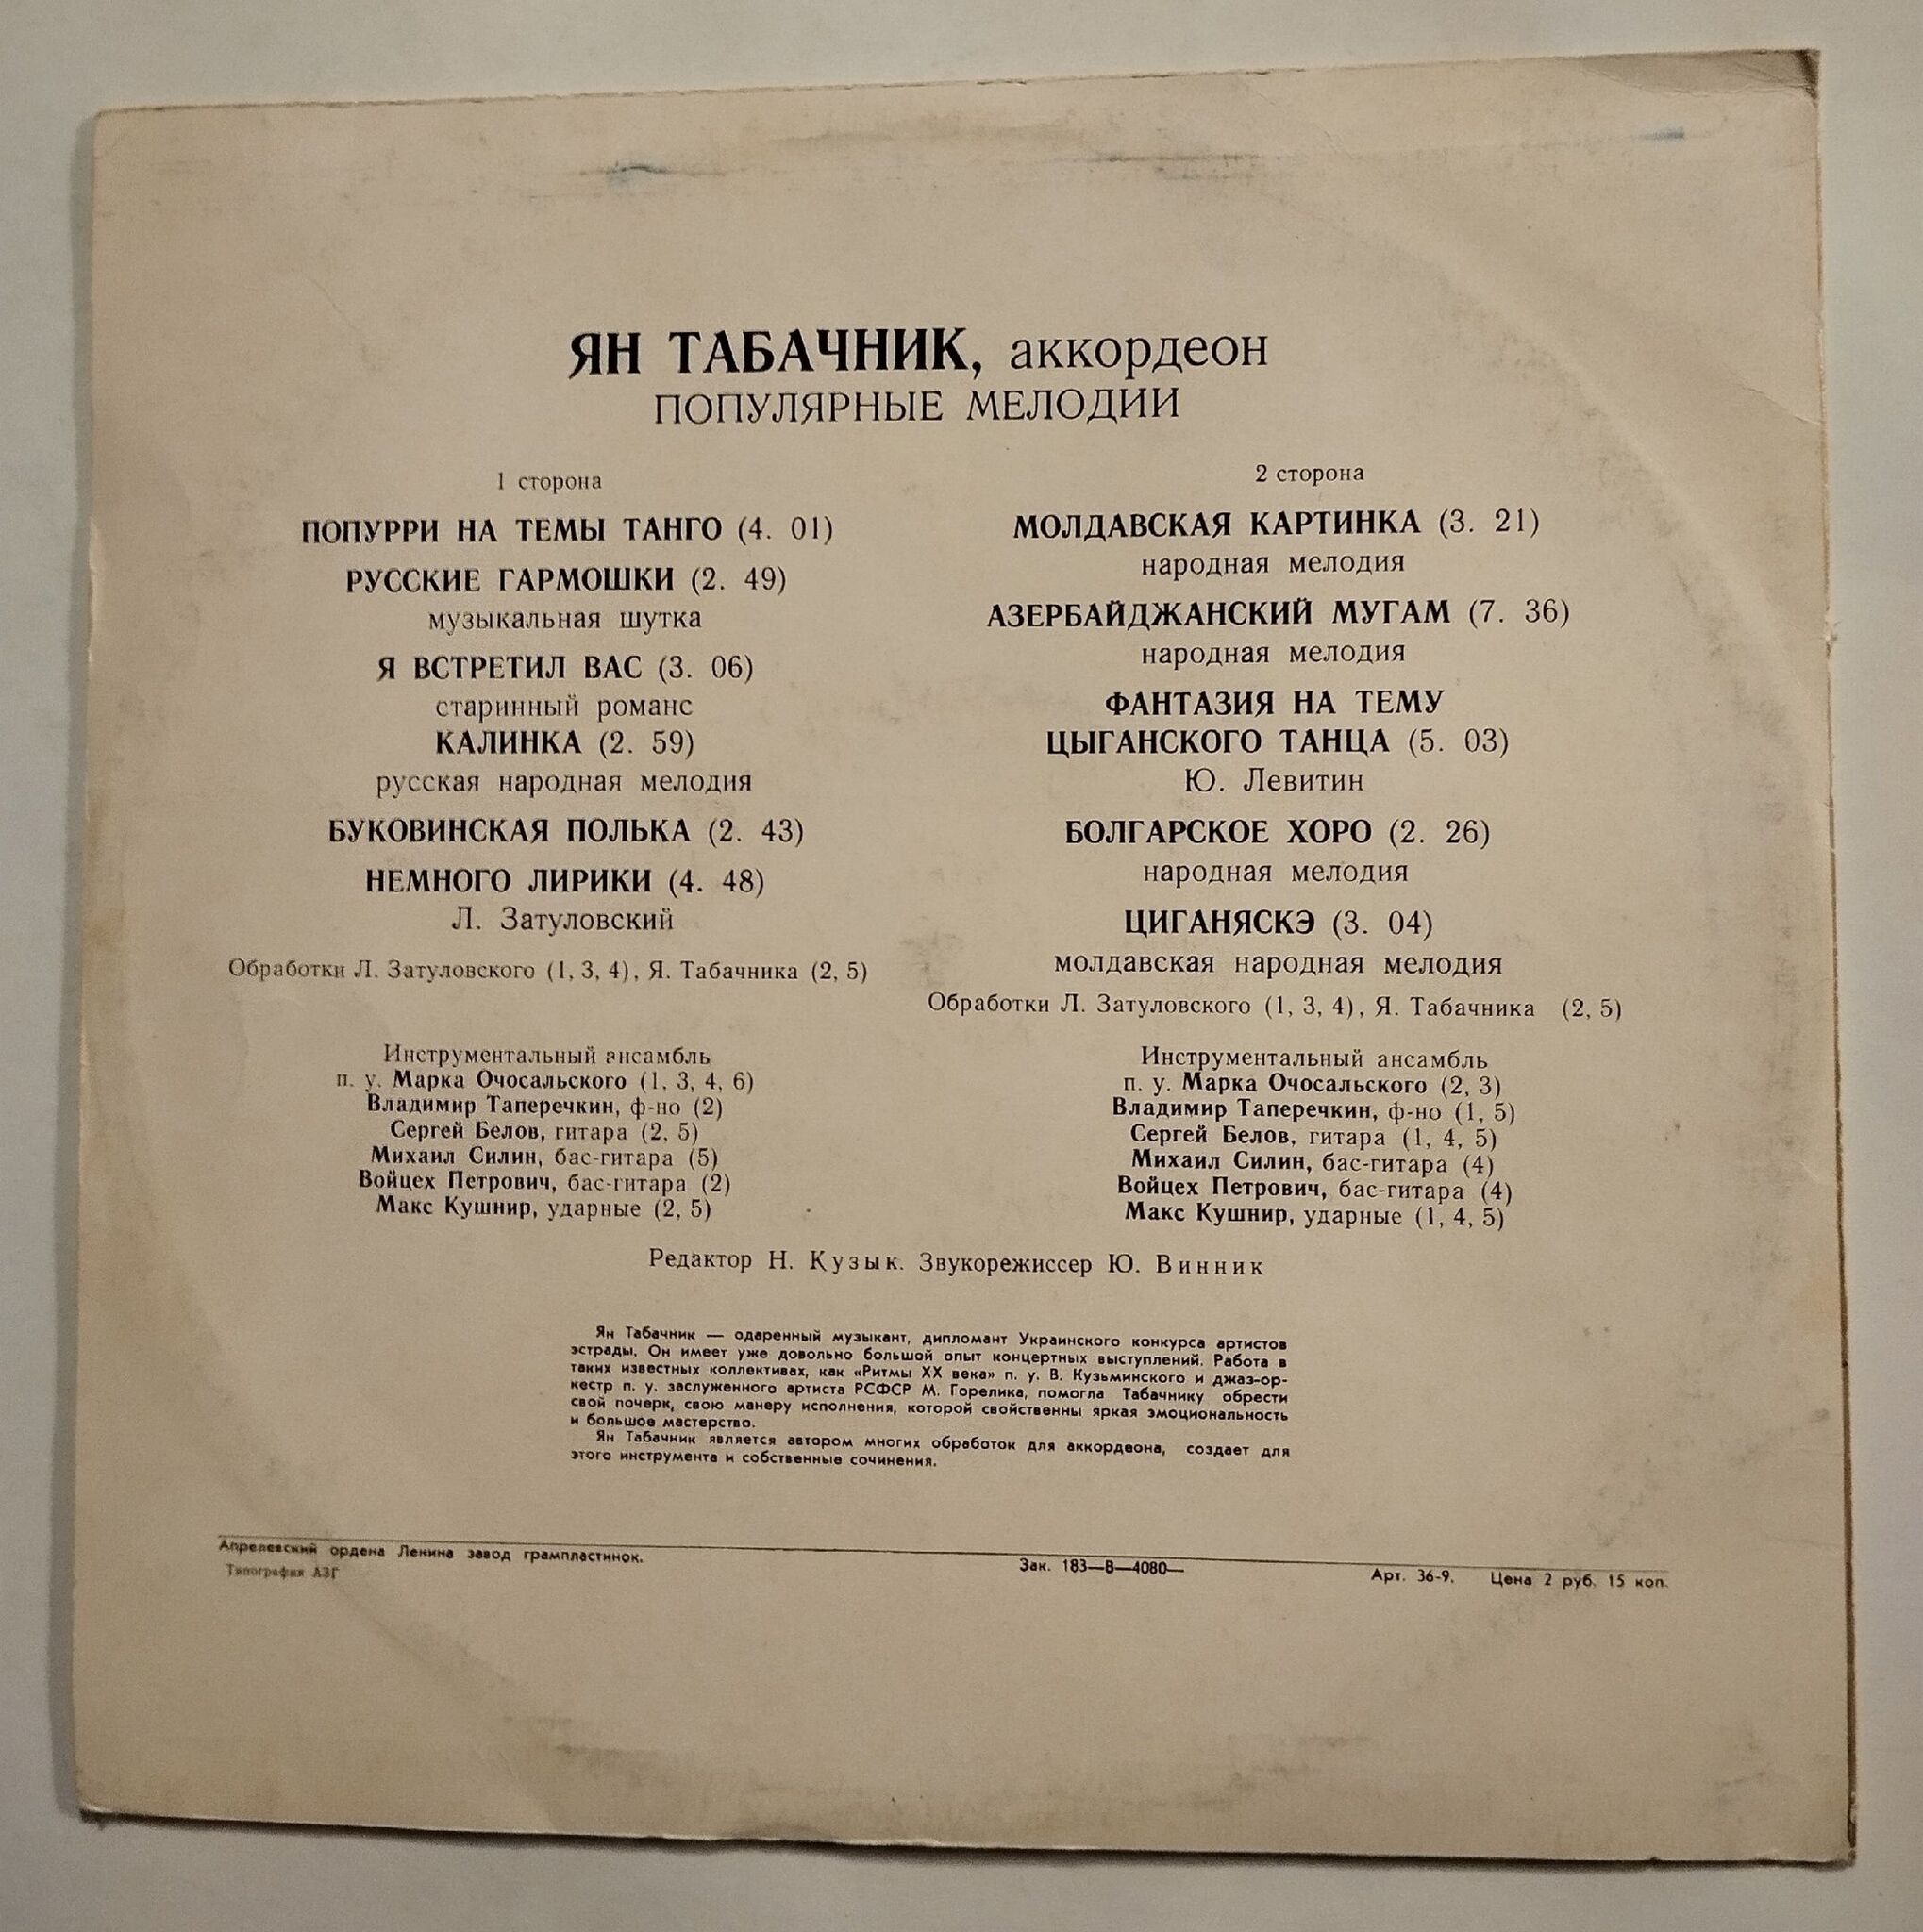 ЯН ТАБАЧНИК, аккордеон
ПОПУЛЯРНЫЕ МЕЛОДИИ
1 сторона
ПОПУРРИ НА ТЕМЫ ТАНГО (4. 01)
РУССКИЕ ГАРМОШКИ (2. 49)
музыкальная шутка
Я ВСТРЕТИЛ ВАС (3. 06)
старинный романс
КАЛИНКА (2. 59)
русская народная мелодия
БУКОВИНСКАЯ ПОЛЬКА (2. 43)
НЕМНОГО ЛИРИКИ (4. 48)
Л. Затуловский
Обработки Л. Затуловского (1, 3, 4), Я. Табачника (2, 5)
Инструментальный ансамбль
п. у. Марка Очосальского (1, 3, 4, 6)
Владимир Таперечкин, ф-но (2)
Сергей Белов, гитара (2, 5)
Михаил Силин, бас-гитара (5)
Войцех Петрович, бас-гитара (2)
Макс Кушнир, ударные (2, 5)
2 сторона
МОЛДАВСКАЯ КАРТИНКА (3. 21)
народная мелодия
АЗЕРБАЙДЖАНСКИЙ МУГАМ (7. 36)
народная мелодия
ФАНТАЗИЯ НА ТЕМУ
ЦЫГАНСКОГО ТАНЦА (5. 03)
Ю. Левитин
БОЛГАРСКОЕ ХОРО (2. 26)
народная мелодия
ЦИГАНЯСКЭ (3. 04)
молдавская народная мелодия
Обработки Л. Затуловского (1, 3, 4), Я. Табачника (2, 5)
Инструментальный ансамбль
п. у. Марка Очосальского (2, 3)
Владимир Таперечкин, ф-но (1, 5)
Сергей Белов, гитара (1, 4, 5)
Михаил Силин, бас-гитара (4)
Войцех Петрович, бас-гитара (4)
Макс Кушнир, ударные (1, 4, 5)
Редактор Н. Кузык. Звукорежиссер Ю. Винник
Ян Табачник — одаренный музыкант, дипломант Украинского конкурса артистов
эстрады. Он имеет уже довольно большой опыт концертных выступлений. Работа в
таких известных коллективах, как «Ритмы XX века» п. у. В. Кузьминского и джаз-ор-
кестр п. у. заслуженного артиста РСФСР М. Горелика, помогла Табачнику обрести
свой почерк, свою манеру исполнения, которой свойственны яркая эмоциональность
и большое мастерство.
Ян Табачник является автором многих обработок для аккордеона, создает для
этого инструмента и собственные сочинения.
Апрелевский ордена Ленина завод грампластинок.
Типография АЗГ
Зак. 183—В—4080—
Арт. 36-9. Цена 2 руб. 15 коп.